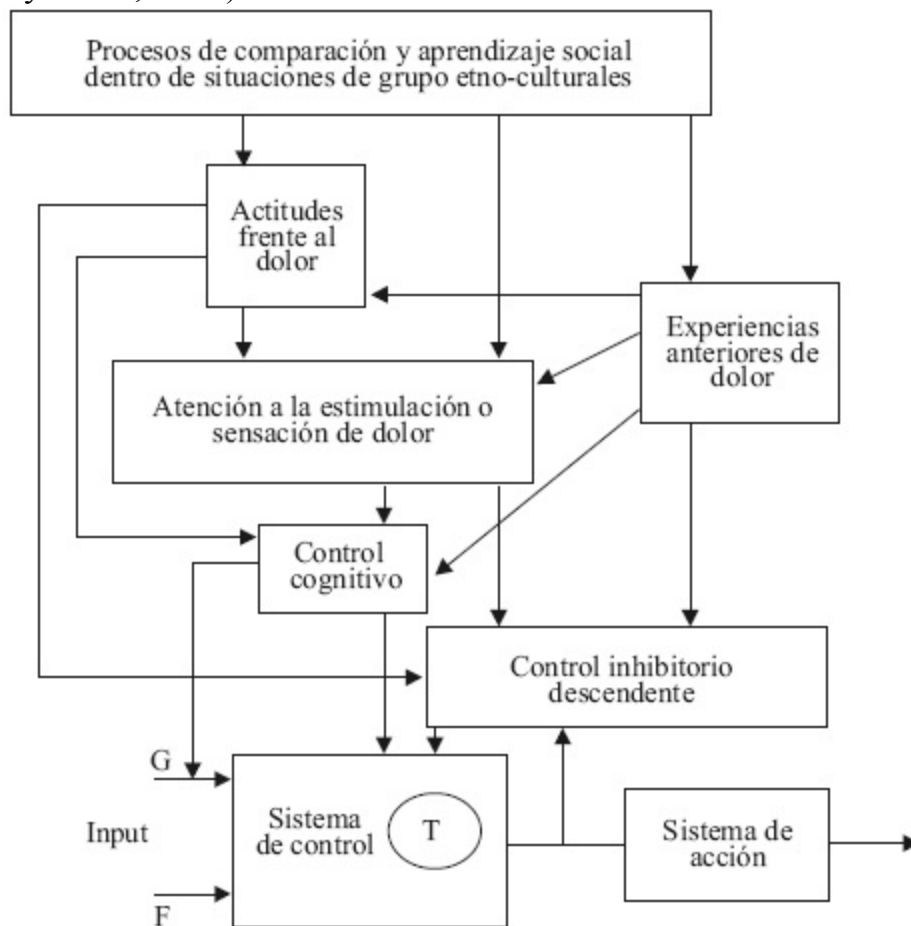 Procesos de comparación y aprendizaje social
dentro de situaciones de grupo etno-culturales
Actitudes
frente al
dolor
Experiencias
anteriores de
dolor
Atención a la estimulación o
sensación de dolor
Control
cognitivo
Control inhibitorio
descendente
G
Input
F
Sistema
de control
T
Sistema de
acción